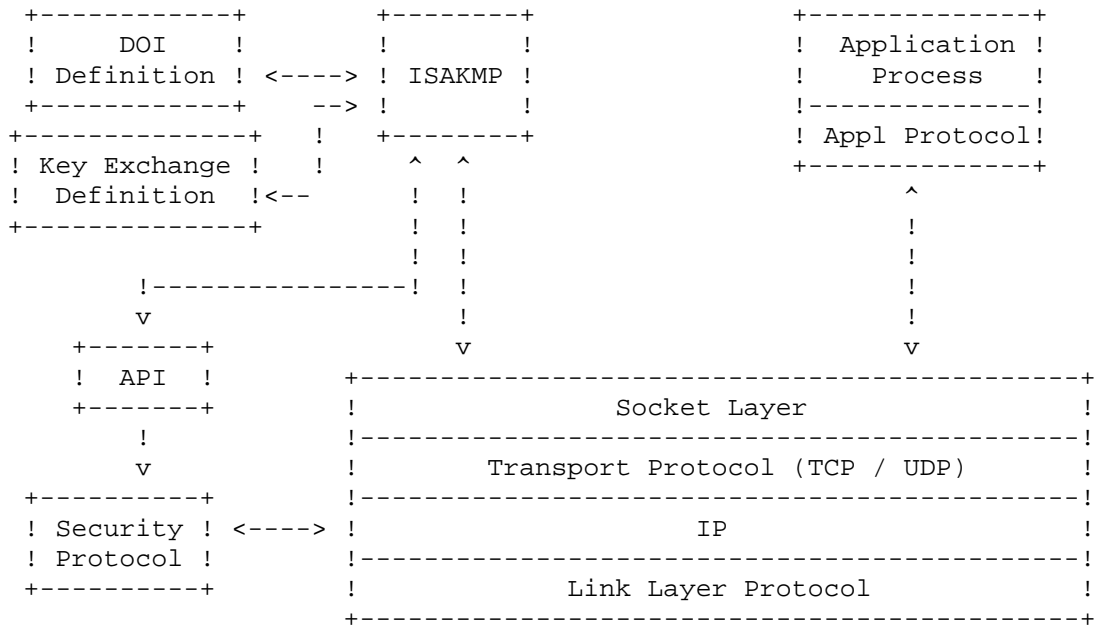 DOI
Definition
ISAKMP
Application
Process
Appl Protocol
Key Exchange
Definition
API
Socket Layer
Transport Protocol (TCP / UDP)
Security
Protocol
IP
Link Layer Protocol